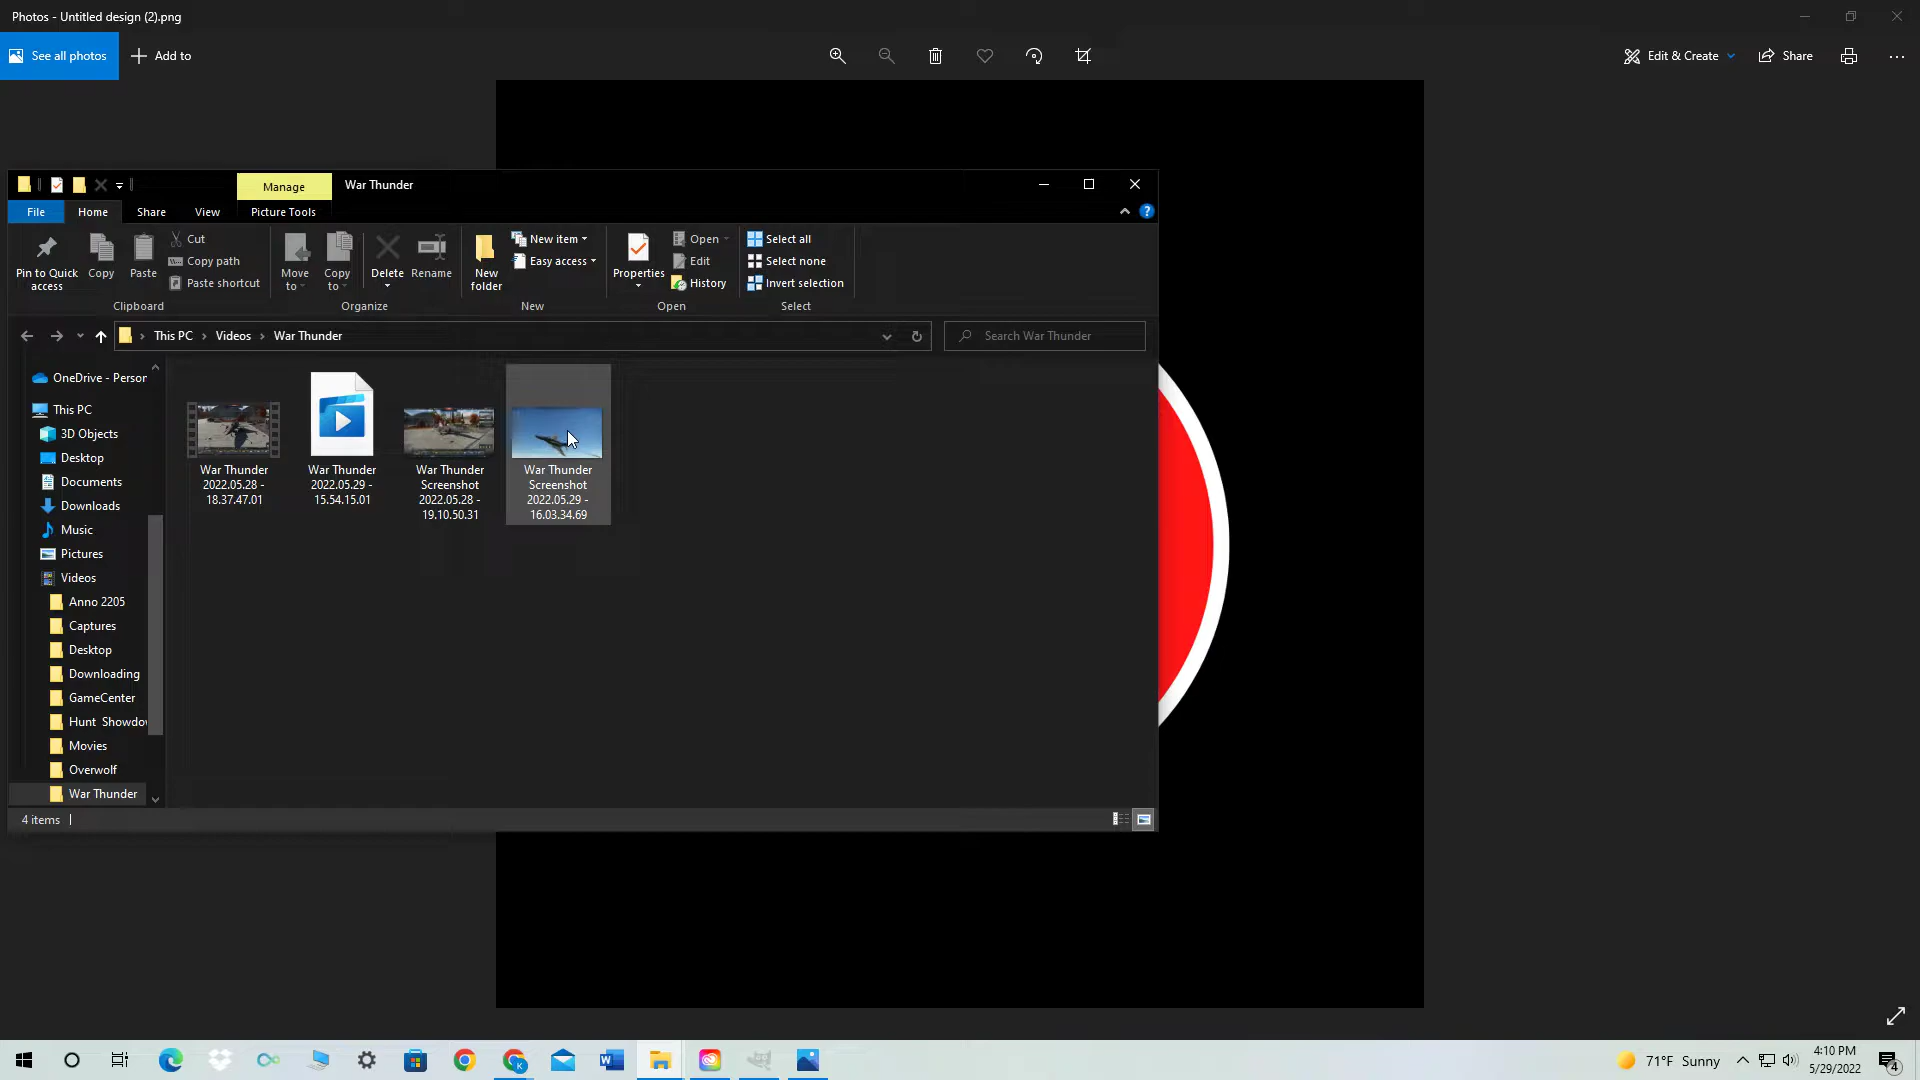 Photos - Untitled design (2).png
See all photos
Add to
Edit & Create
Share
Manage
War Thunder
File
Home
Share
View
Picture Tools
Pin to Quick access
Copy
Paste
Cut
Copy path
Paste shortcut
Clipboard
Move to
Copy to
Delete
Rename
Organize
New folder
New item
Easy access
New
Properties
Open
Edit
History
Open
Select all
Select none
Invert selection
Select
This PC
Videos
War Thunder
Search War Thunder
OneDrive - Person
This PC
3D Objects
Desktop
Documents
Downloads
Music
Pictures
Videos
Anno 2205
Captures
Desktop
Downloading
GameCenter
Hunt Showdo
Movies
Overwolf
War Thunder
War Thunder
2022.05.28 -
18.37.47.01
War Thunder
2022.05.29 -
15.54.15.01
War Thunder
Screenshot
2022.05.28 -
19.10.50.31
War Thunder
Screenshot
2022.05.29 -
16.03.34.69
4 items
71°F Sunny
4:10 PM
5/29/2022
4